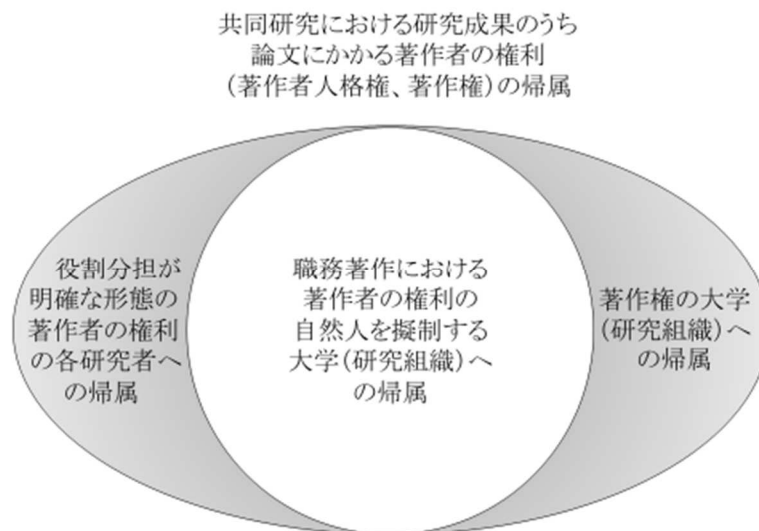 共同研究における研究成果のうち
論文にかかる著作者の権利
(著作者人格権、著作権)の帰属
役割分担が
明確な形態の
著作者の権利
の各研究者へ
の帰属
職務著作における
著作者の権利の
自然人を擬制する
大学(研究組織)へ
の帰属
著作権の大学
(研究組織)へ
の帰属